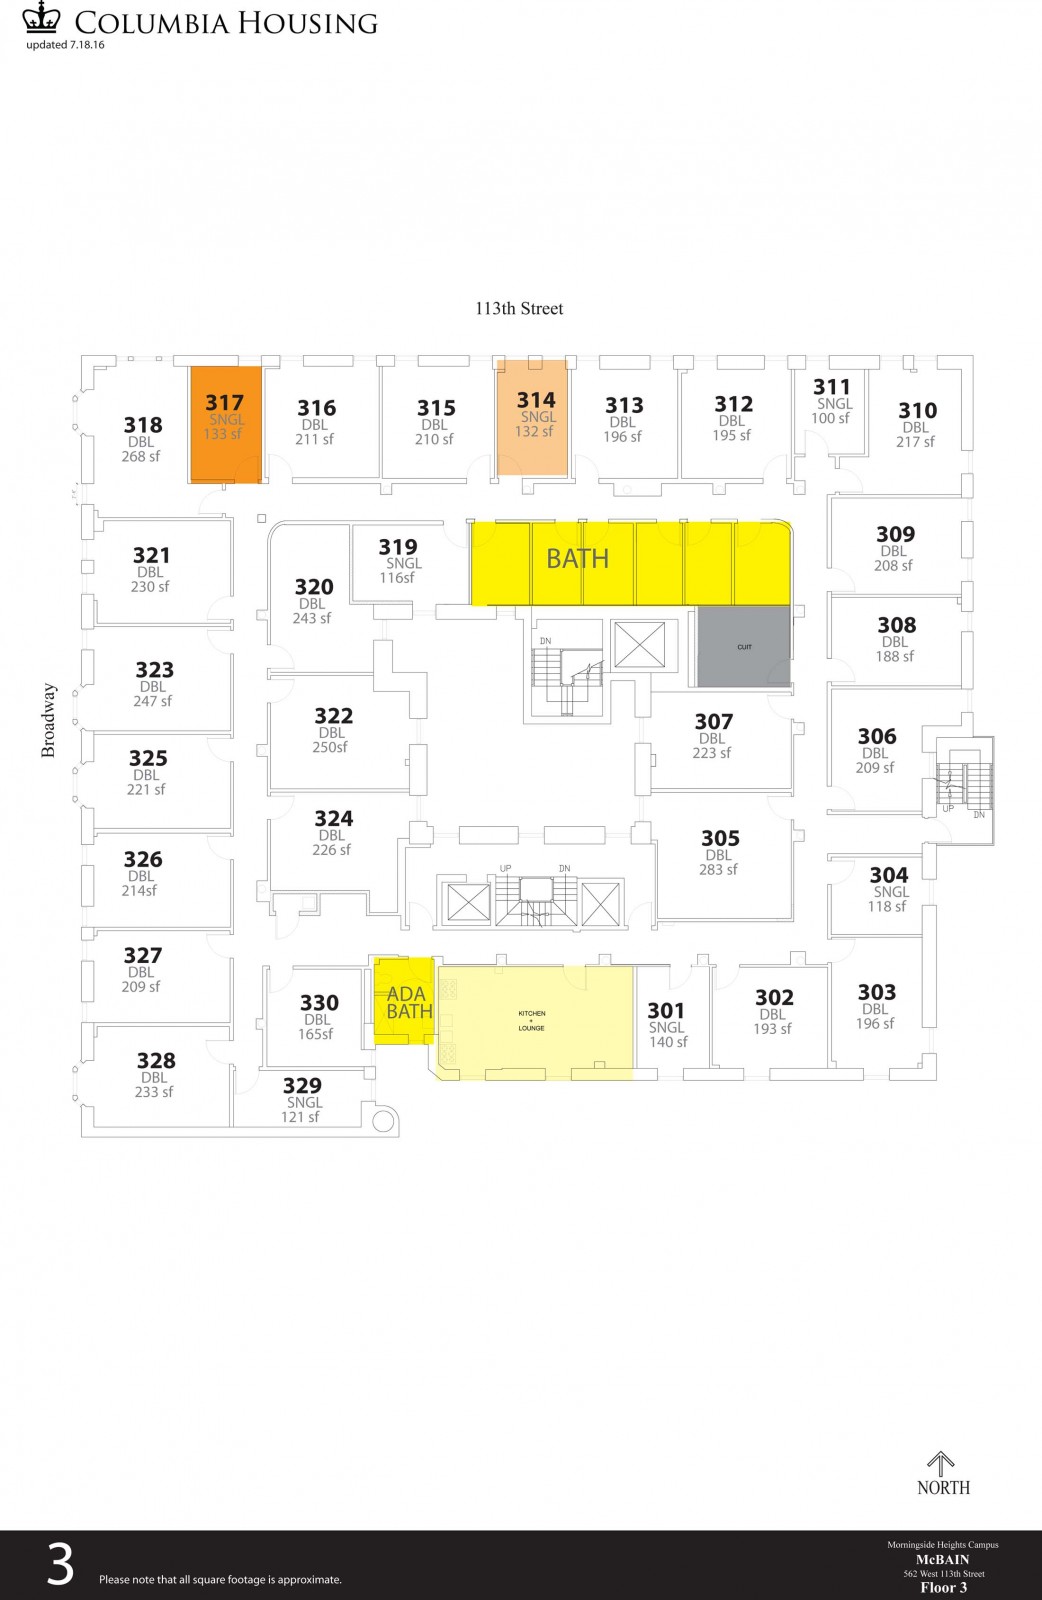 COLUMBIA HOUSING
updated 7.18.16
113th Street
Broadway
318
DBL
268 sf
317
SNGL
133 sf
316
DBL
211 sf
315
DBL
210 sf
314
SNGL
132 sf
313
DBL
196 sf
312
DBL
195 sf
311
SNGL
100 sf
310
DBL
217 sf
321
DBL
230 sf
320
DBL
243 sf
319
SNGL
116sf
BATH
309
DBL
208 sf
308
DBL
188 sf
DN
CUIT
323
DBL
247 sf
322
DBL
250sf
307
DBL
223 sf
306
DBL
209 sf
UP
DN
325
DBL
221 sf
324
DBL
226 sf
305
DBL
283 sf
326
DBL
214sf
UP
DN
304
SNGL
118 sf
327
DBL
209 sf
330
DBL
165sf
ADA
BATH
KITCHEN
+
LOUNGE
301
SNGL
140 sf
302
DBL
193 sf
303
DBL
196 sf
328
DBL
233 sf
329
SNGL
121 sf
NORTH
3
Please note that all square footage is approximate.
Morningside Heights Campus
McBAIN
562 West 113th Street
Floor 3